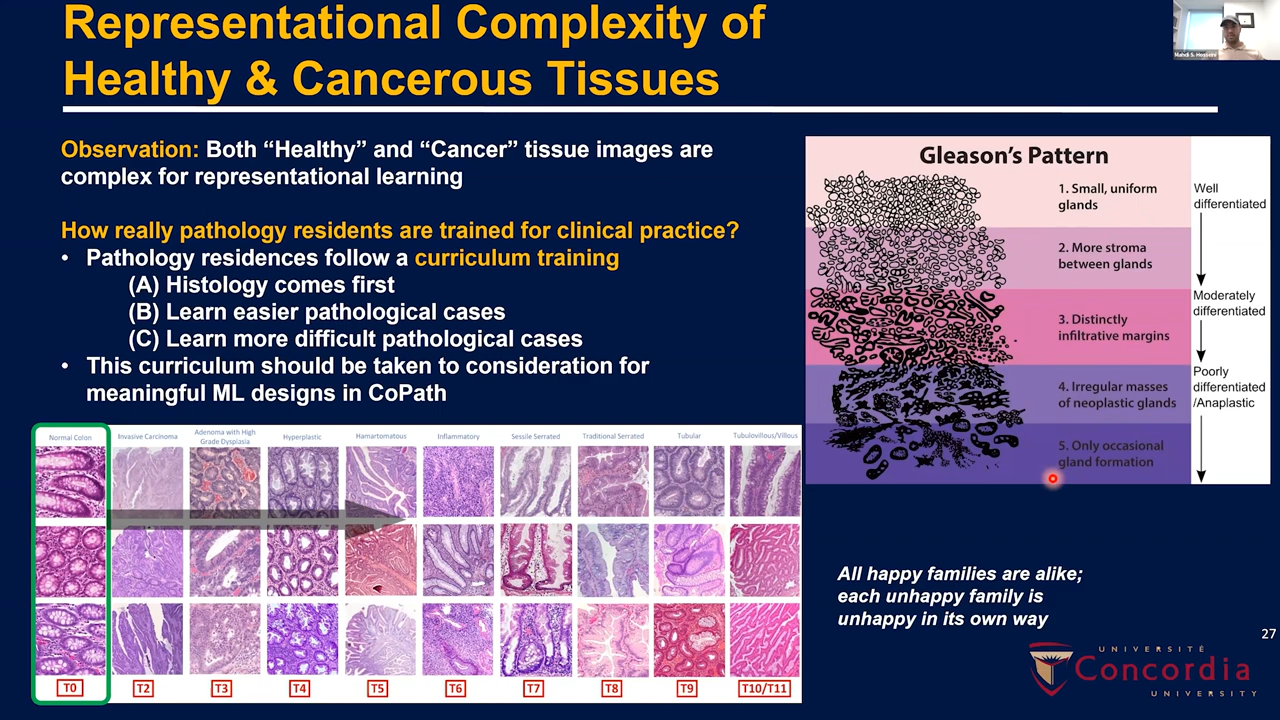 Representational Complexity of
Healthy & Cancerous Tissues
Mahdi S. Hosseini
Observation: Both “Healthy” and “Cancer” tissue images are
complex for representational learning
How really pathology residents are trained for clinical practice?
• Pathology residences follow a curriculum training
(A) Histology comes first
(B) Learn easier pathological cases
(C) Learn more difficult pathological cases
• This curriculum should be taken to consideration for
meaningful ML designs in CoPath
Gleason’s Pattern
1. Small, uniform
glands
2. More stroma
between glands
3. Distinctly
infiltrative margins
4. Irregular masses
of neoplastic glands
5. Only occasional
gland formation
Well
differentiated
Moderately
differentiated
Poorly
differentiated
/Anaplastic
Normal Colon
Invasive Carcinoma
Adenoma with High
Grade Dysplasia
Hyperplastic
Hamartomatous
Inflammatory
Sessile Serrated
Traditional Serrated
Tubular
Tubulovillous/Villous
T0
T2
T3
T4
T5
T6
T7
T8
T9
T10/T11
All happy families are alike;
each unhappy family is
unhappy in its own way
27
UNIVERSITÉ
Concordia
UNIVERSITY